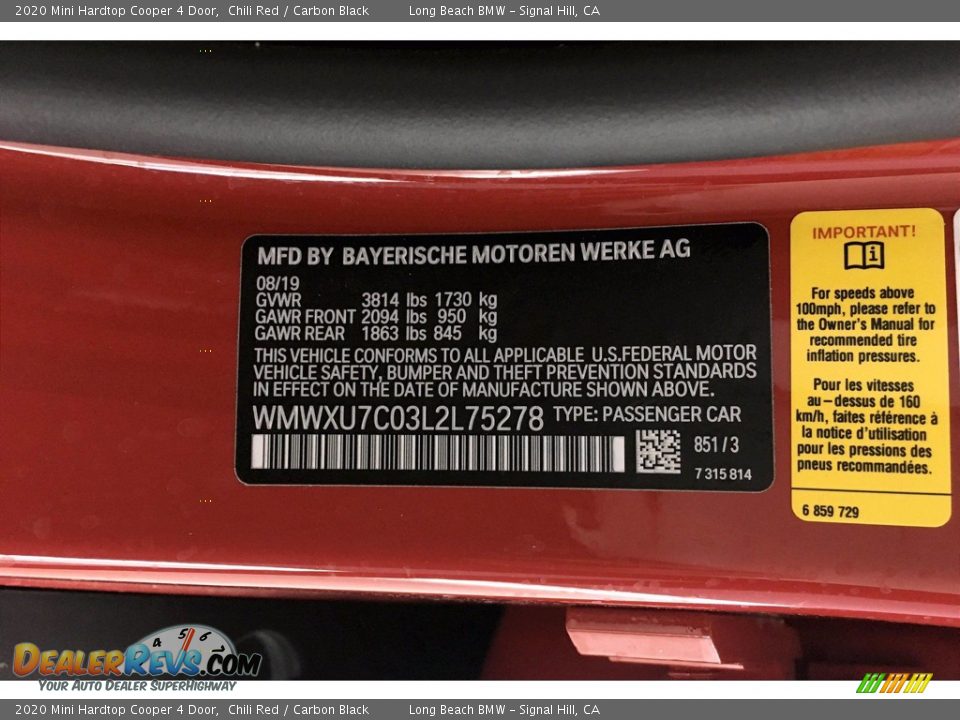 2020 Mini Hardtop Cooper 4 Door, Chili Red / Carbon Black Long Beach BMW - Signal Hill, CA
MFD BY BAYERISCHE MOTOREN WERKE AG
08/19
GVWR 3814 lbs 1730 kg
GAWR FRONT 2094 lbs 950 kg
GAWR REAR 1863 lbs 845 kg
THIS VEHICLE CONFORMS TO ALL APPLICABLE U.S.FEDERAL MOTOR
VEHICLE SAFETY, BUMPER AND THEFT PREVENTION STANDARDS
IN EFFECT ON THE DATE OF MANUFACTURE SHOWN ABOVE.
WMWXU7C03L2L75278 TYPE: PASSENGER CAR
851/3
7 315 814
IMPORTANT!
For speeds above
100mph, please refer to
the Owner's Manual for
recommended tire
inflation pressures.
Pour les vitesses
au-dessus de 160
km/h, faites référence à
la notice d'utilisation
pour les pressions des
pneus recommandées.
6 859 729
4 5 6
DEALERREVS.COM
YOUR AUTO DEALER SUPERHIGHWAY
2020 Mini Hardtop Cooper 4 Door, Chili Red / Carbon Black Long Beach BMW - Signal Hill, CA